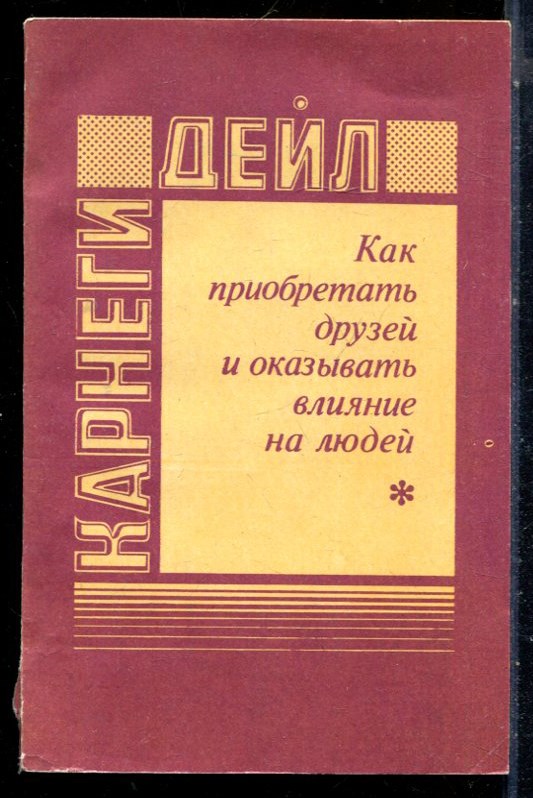 ДЕЙЛ
КАРНЕГИ
Как
приобретать
друзей
и оказывать
влияние
на людей
*